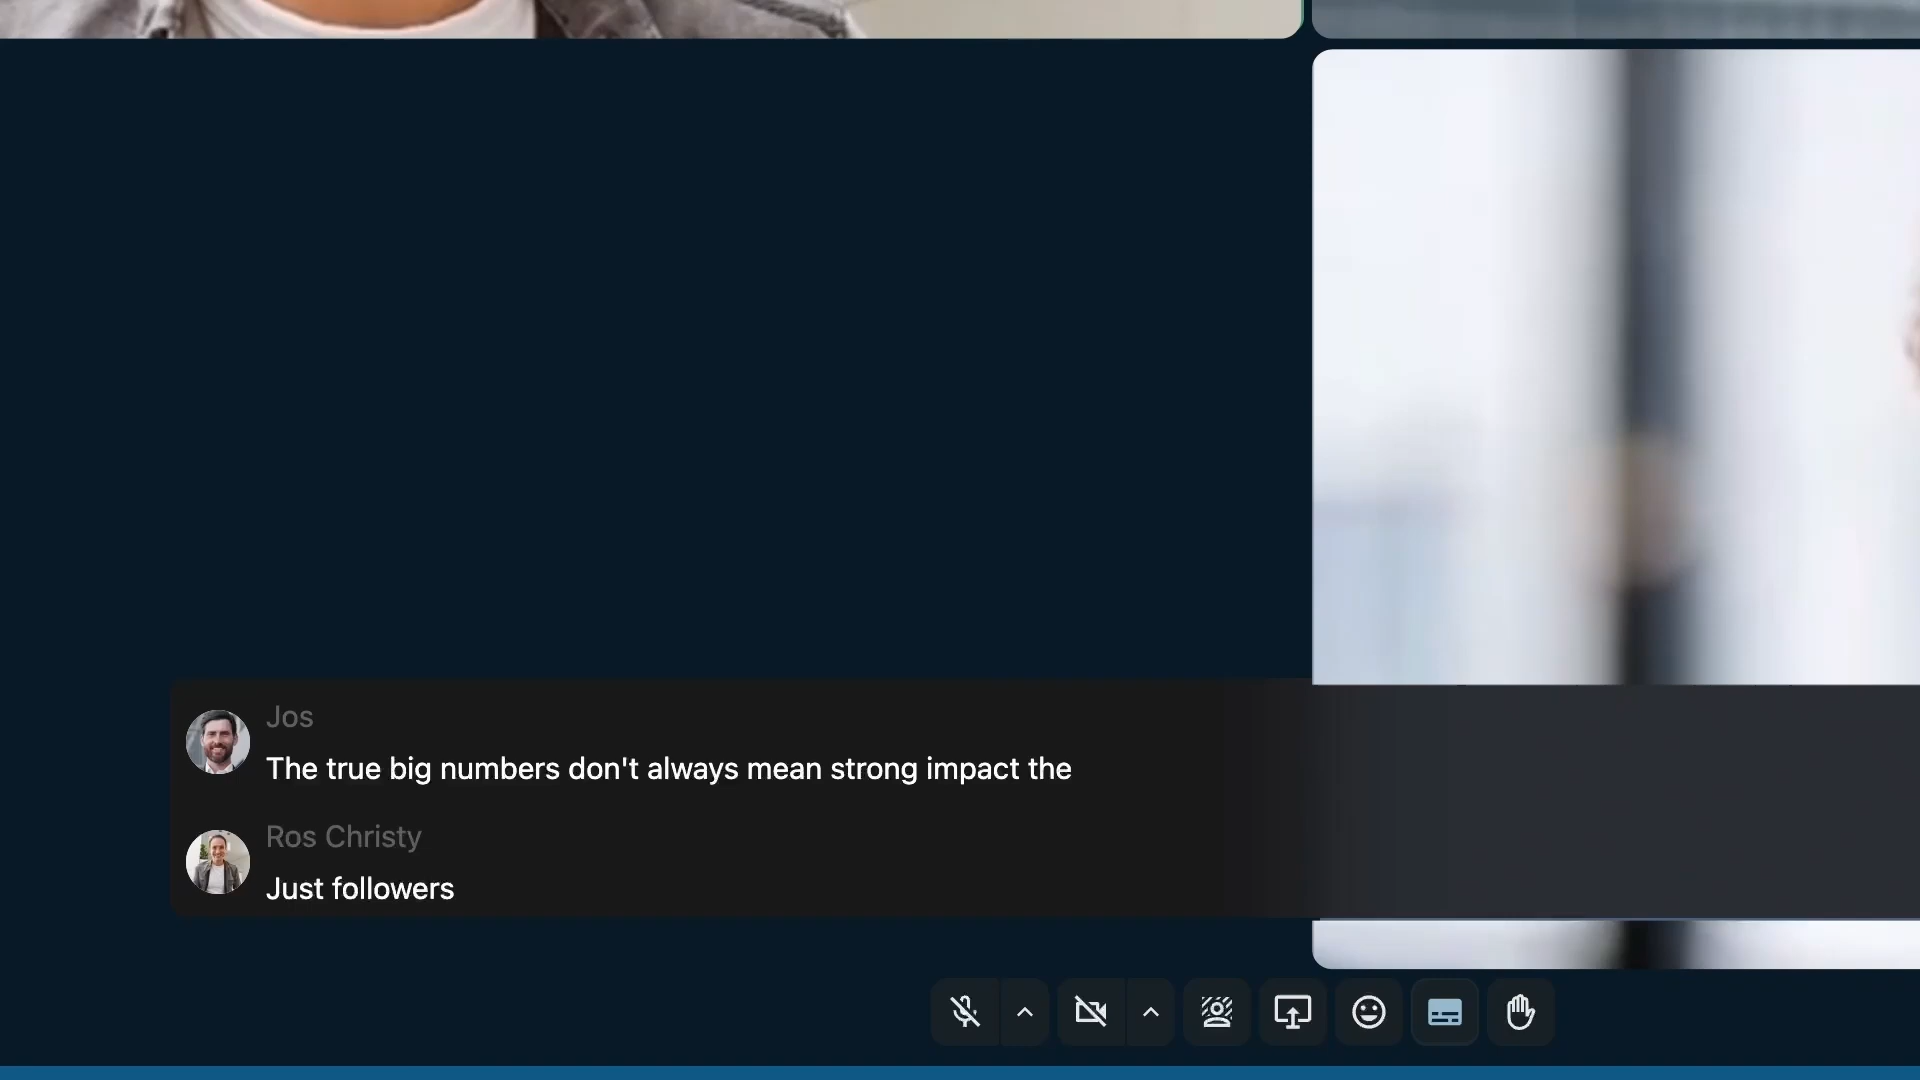 Jos
The true big numbers don't always mean strong impact the
Ros Christy
Just followers